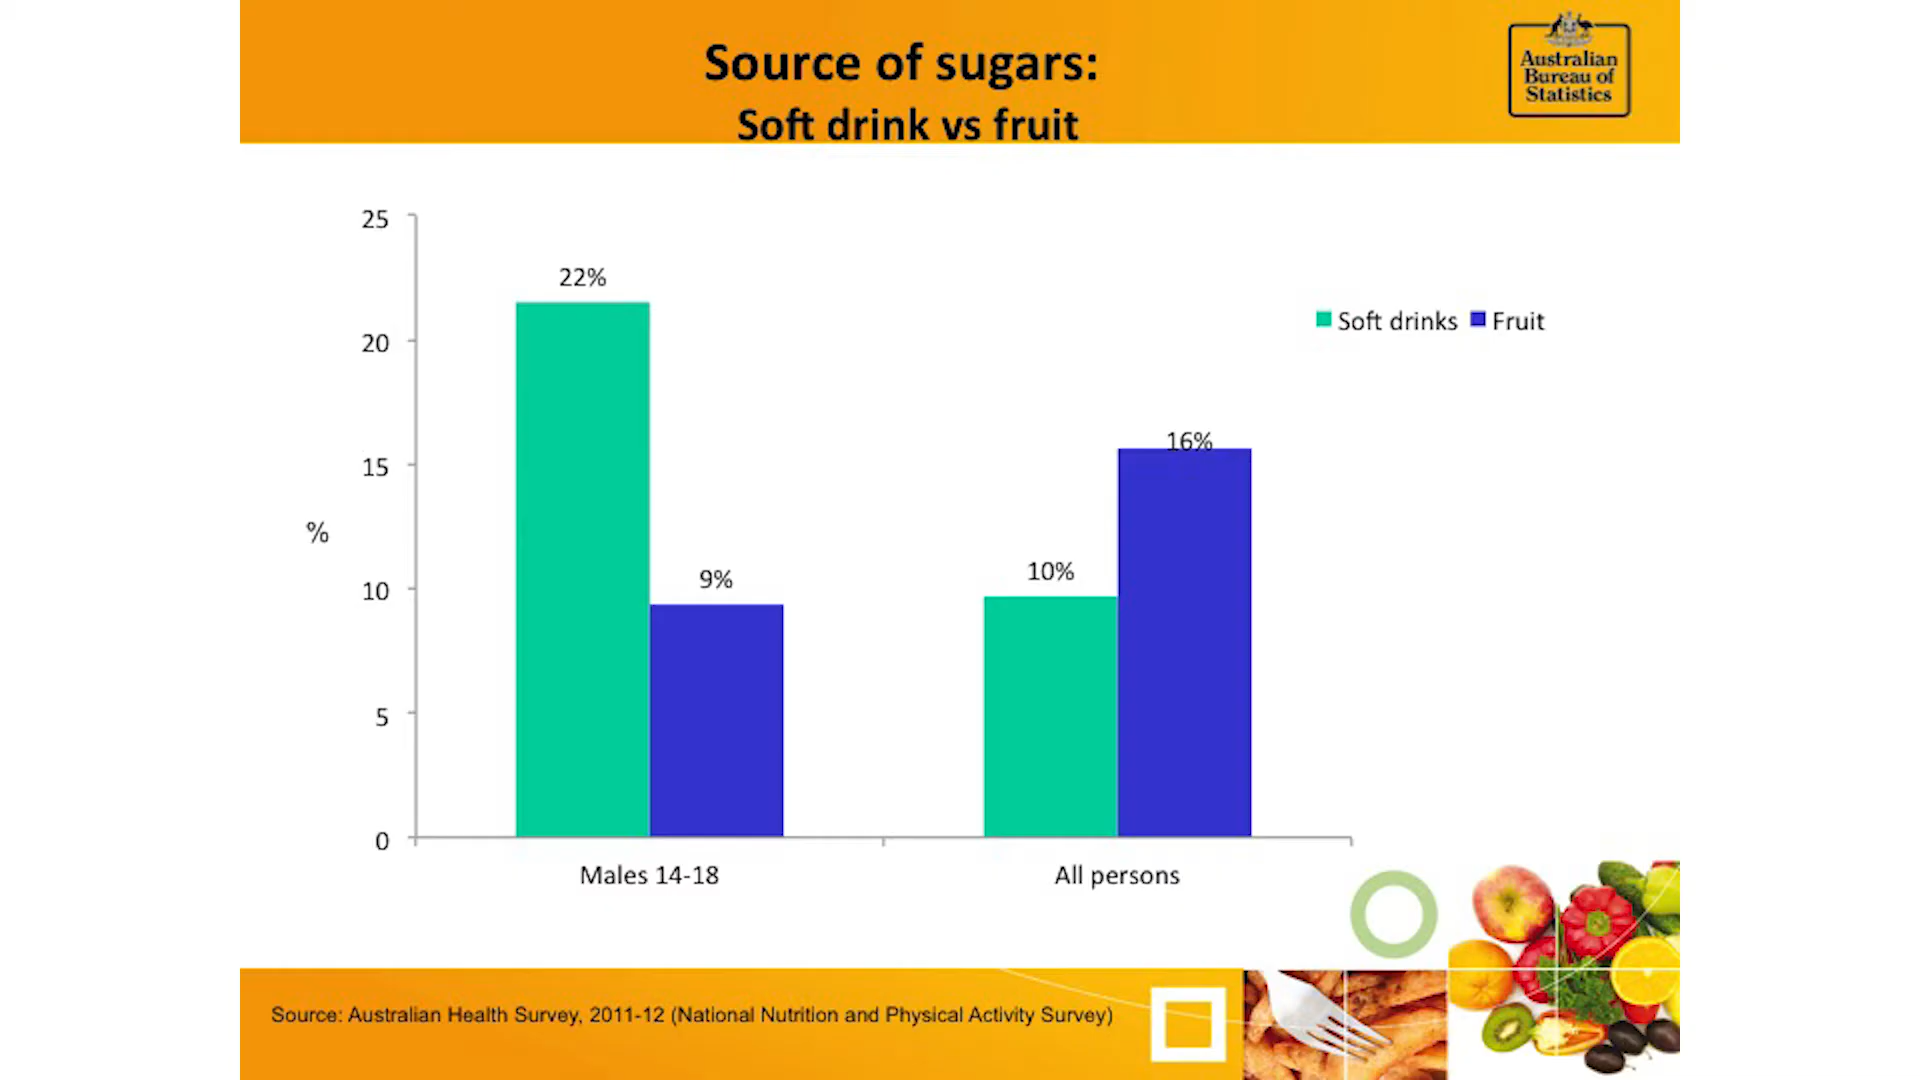 Source of sugars:
Soft drink vs fruit
Australian
Bureau of
Statistics
25
20
15
10
5
0
%
22%
9%
10%
16%
Soft drinks Fruit
Males 14-18
All persons
Source: Australian Health Survey, 2011-12 (National Nutrition and Physical Activity Survey)